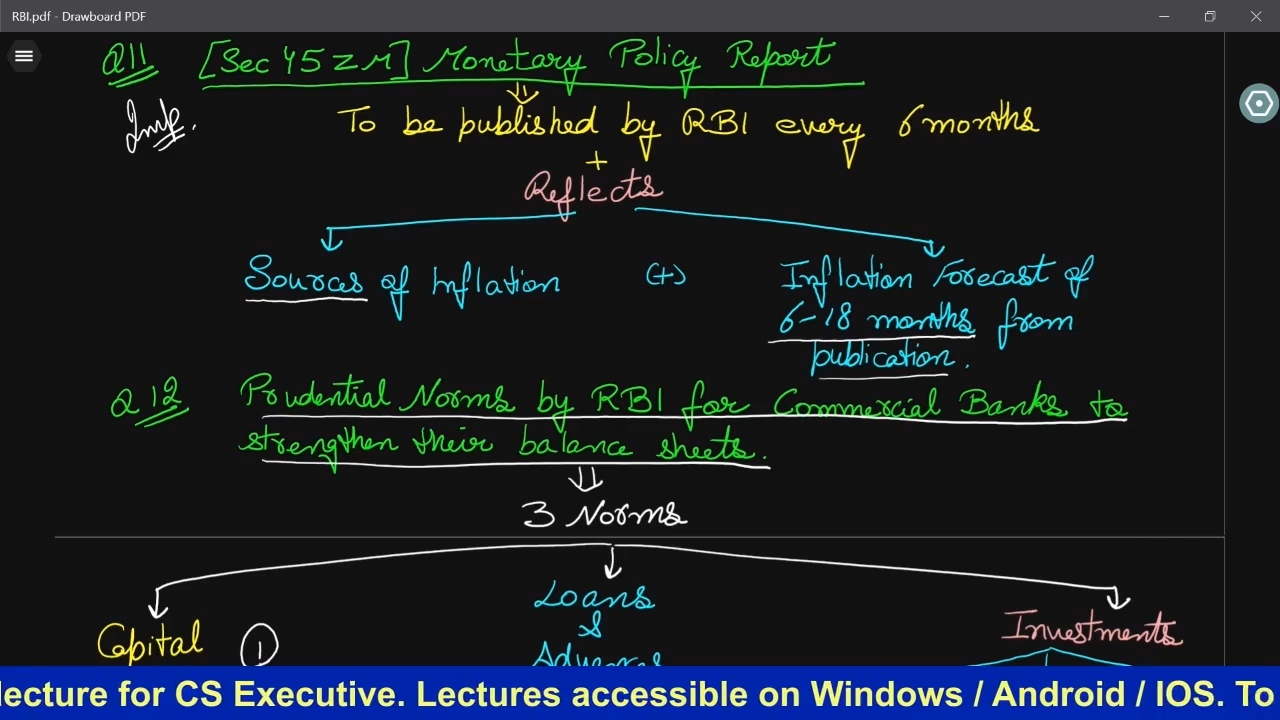 RBI.pdf - Drawboard PDF
Q11 [Sec 45ZM] Monetary Policy Report
Imp.
To be published by RBI every 6 months
+
Reflects
Sources of Inflation (+) Inflation Forecast of
6-18 months from
publication.
Q12 Prudential Norms by RBI for Commercial Banks to
strengthen their balance sheets.
3 Norms
Loans
&
Capital 1 Investments
Advances
lecture for CS Executive. Lectures accessible on Windows / Android / IOS. To